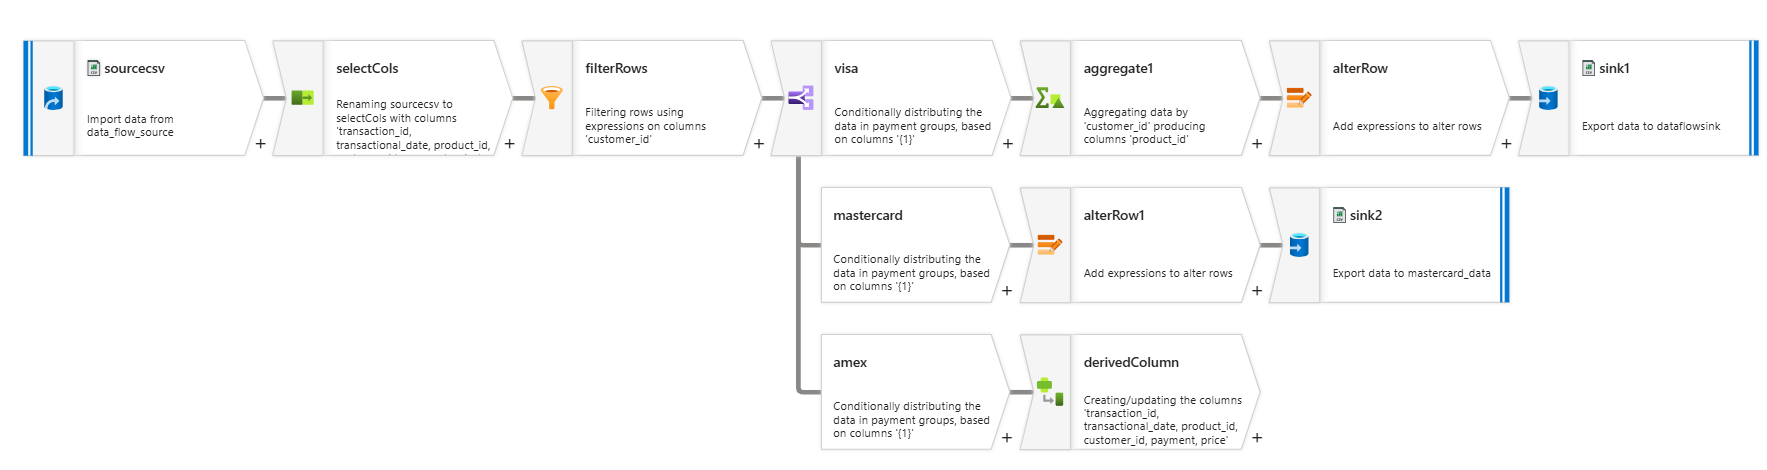 sourcecsv
Import data from
data_flow_source
+
selectCols
Renaming sourcecsv to
selectCols with columns
'transaction_id,
transactional_date, product_id,
+
filterRows
Filtering rows using
expressions on columns
'customer_id'
+
visa
Conditionally distributing the
data in payment groups, based
on columns '{1}'
+
aggregate1
Aggregating data by
'customer_id' producing
columns 'product_id'
+
alterRow
Add expressions to alter rows
+
sink1
Export data to dataflowsink
mastercard
Conditionally distributing the
data in payment groups, based
on columns '{1}'
+
alterRow1
Add expressions to alter rows
+
sink2
Export data to mastercard_data
amex
Conditionally distributing the
data in payment groups, based
on columns '{1}'
+
derivedColumn
Creating/updating the columns
'transaction_id,
transactional_date, product_id,
customer_id, payment, price'
+